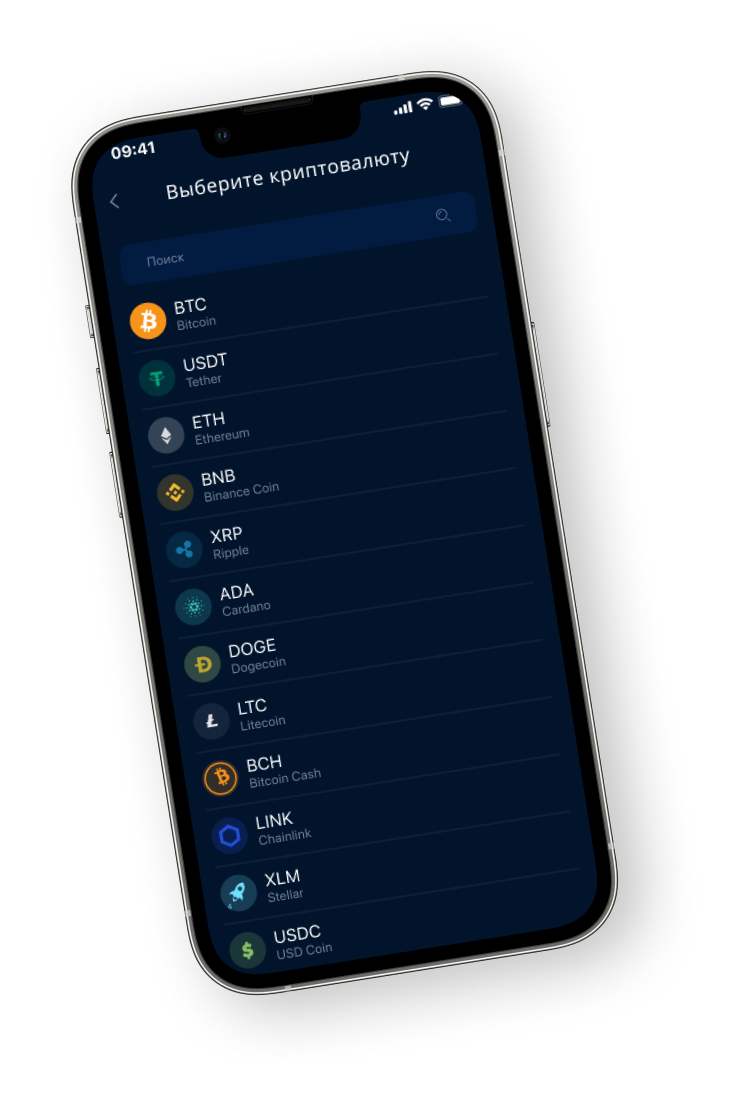 09:41
Выберите криптовалюту
Поиск
BTC
Bitcoin
USDT
Tether
ETH
Ethereum
BNB
Binance Coin
XRP
Ripple
ADA
Cardano
DOGE
Dogecoin
LTC
Litecoin
BCH
Bitcoin Cash
LINK
Chainlink
XLM
Stellar
USDC
USD Coin